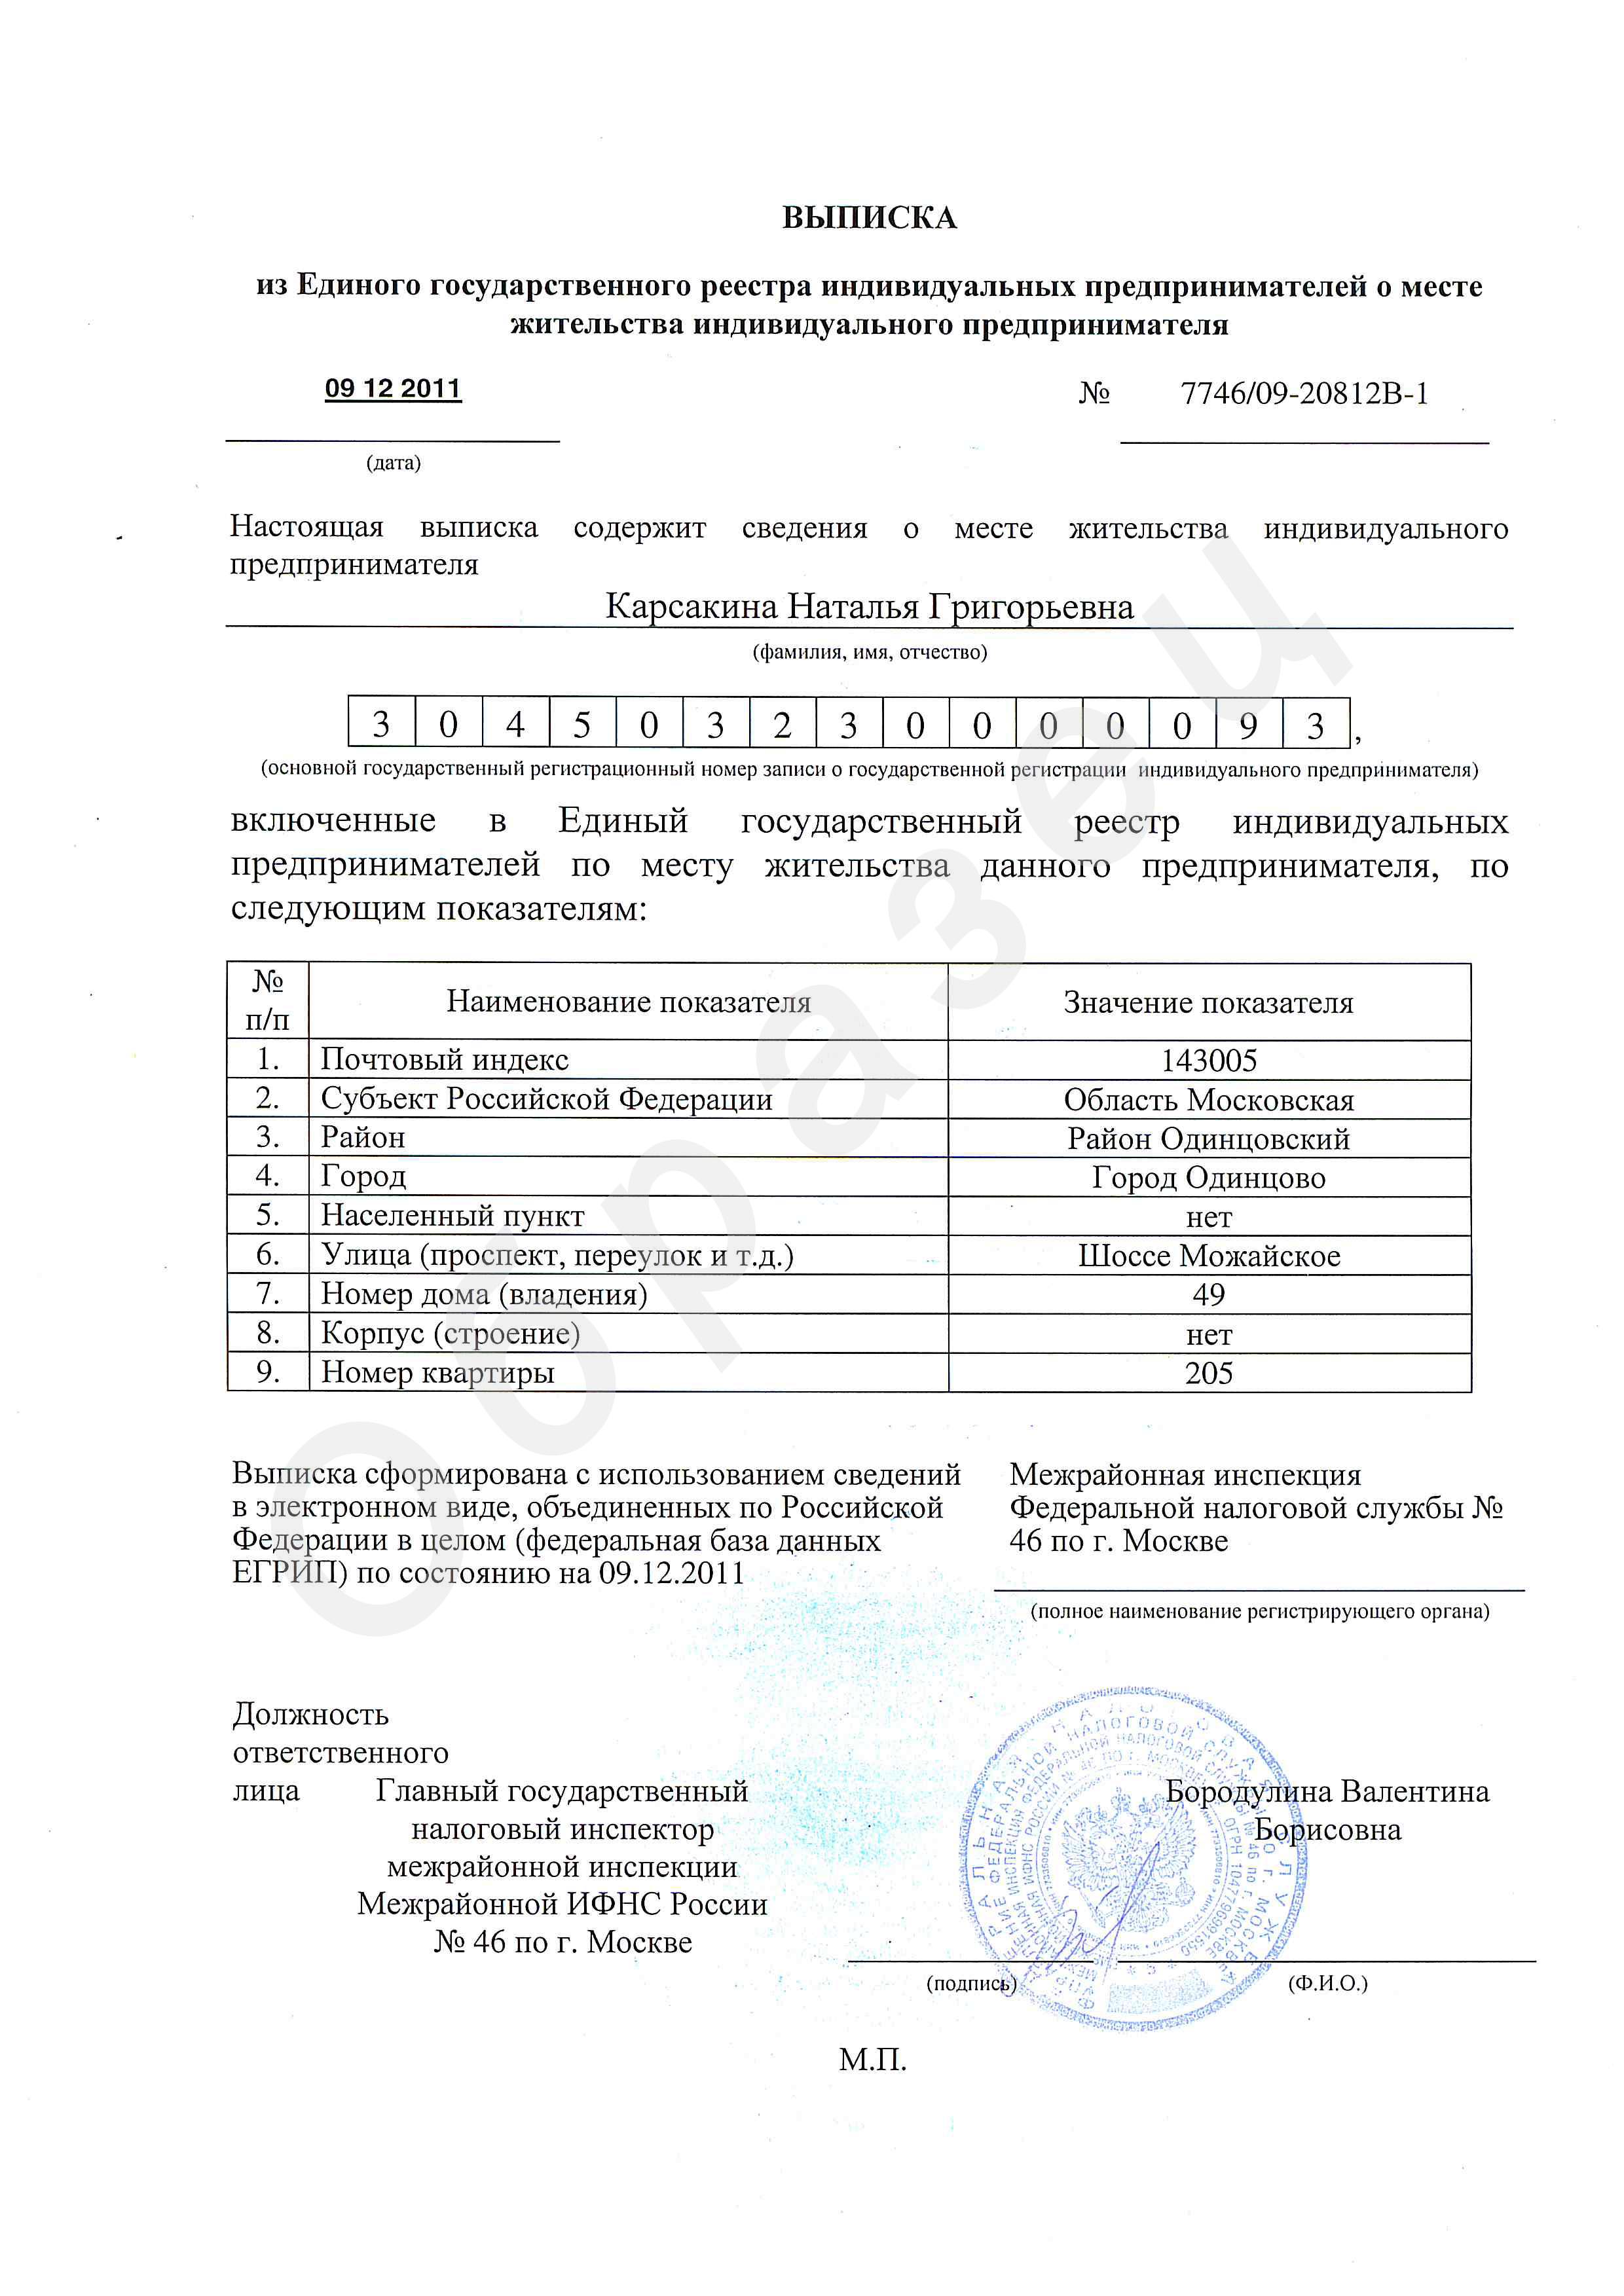 ВЫПИСКА
из Единого государственного реестра индивидуальных предпринимателей о месте
жительства индивидуального предпринимателя
09 12 2011
№ 7746/09-20812В-1
(дата)
Настоящая выписка содержит сведения о месте жительства индивидуального
предпринимателя
Карсакина Наталья Григорьевна
(фамилия, имя, отчество)
3 0 4 5 0 3 2 3 0 0 0 0 0 9 3 ,
(основной государственный регистрационный номер записи о государственной регистрации индивидуального предпринимателя)
включенные в Единый государственный реестр индивидуальных
предпринимателей по месту жительства данного предпринимателя, по
следующим показателям:
№ п/п Наименование показателя Значение показателя
1. Почтовый индекс 143005
2. Субъект Российской Федерации Область Московская
3. Район Район Одинцовский
4. Город Город Одинцово
5. Населенный пункт нет
6. Улица (проспект, переулок и т.д.) Шоссе Можайское
7. Номер дома (владения) 49
8. Корпус (строение) нет
9. Номер квартиры 205
Образец
Выписка сформирована с использованием сведений
в электронном виде, объединенных по Российской
Федерации в целом (федеральная база данных
ЕГРИП) по состоянию на 09.12.2011
Межрайонная инспекция
Федеральной налоговой службы №
46 по г. Москве
(полное наименование регистрирующего органа)
Должность
ответственного
лица Главный государственный
налоговый инспектор
межрайонной инспекции
Межрайонной ИФНС России
№ 46 по г. Москве
Бородулина Валентина
Борисовна
(подпись)
(Ф.И.О.)
М.П.